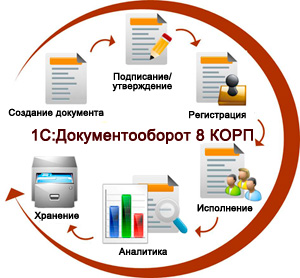 Подписание/
утверждение
Создание документа
Регистрация
1С:Документооборот 8 КОРП
Хранение
Исполнение
Аналитика